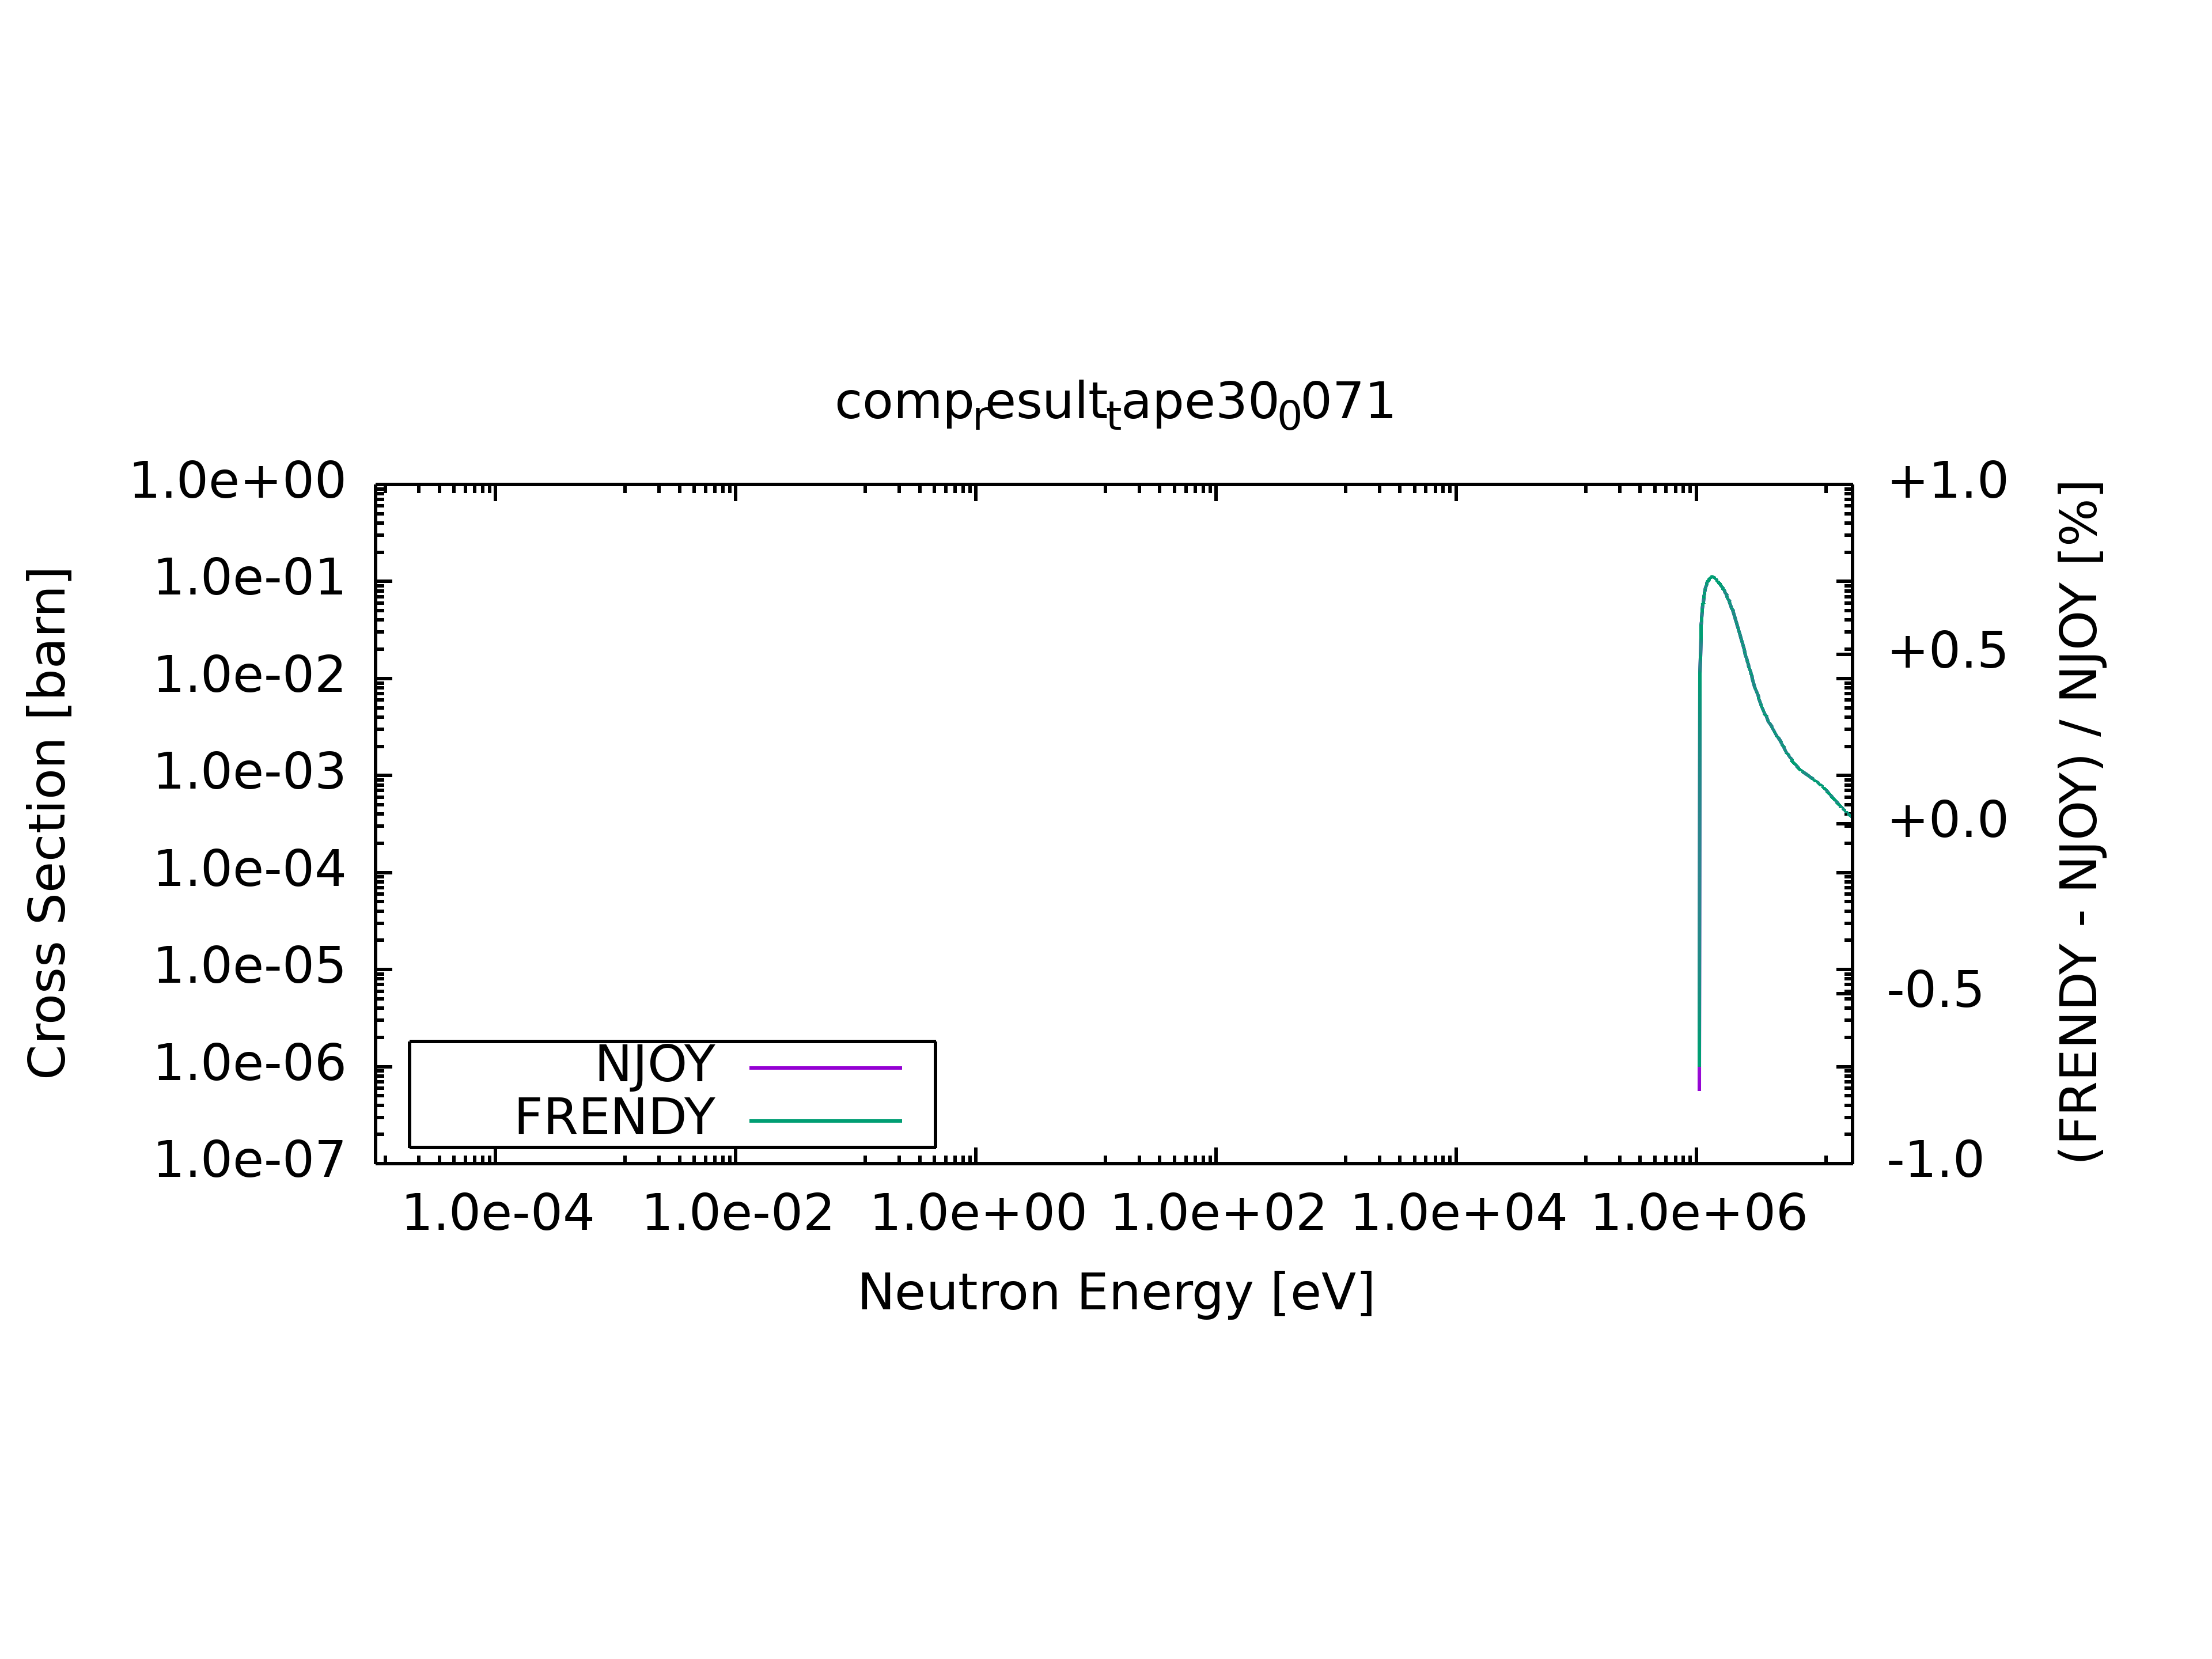 comp_result_tape30_0071
1.0e+00
1.0e-01
1.0e-02
1.0e-03
1.0e-04
1.0e-05
1.0e-06
1.0e-07
Cross Section [barn]
+1.0
+0.5
+0.0
-0.5
-1.0
(FRENDY - NJOY) / NJOY [%]
NJOY
FRENDY
1.0e-04 1.0e-02 1.0e+00 1.0e+02 1.0e+04 1.0e+06
Neutron Energy [eV]